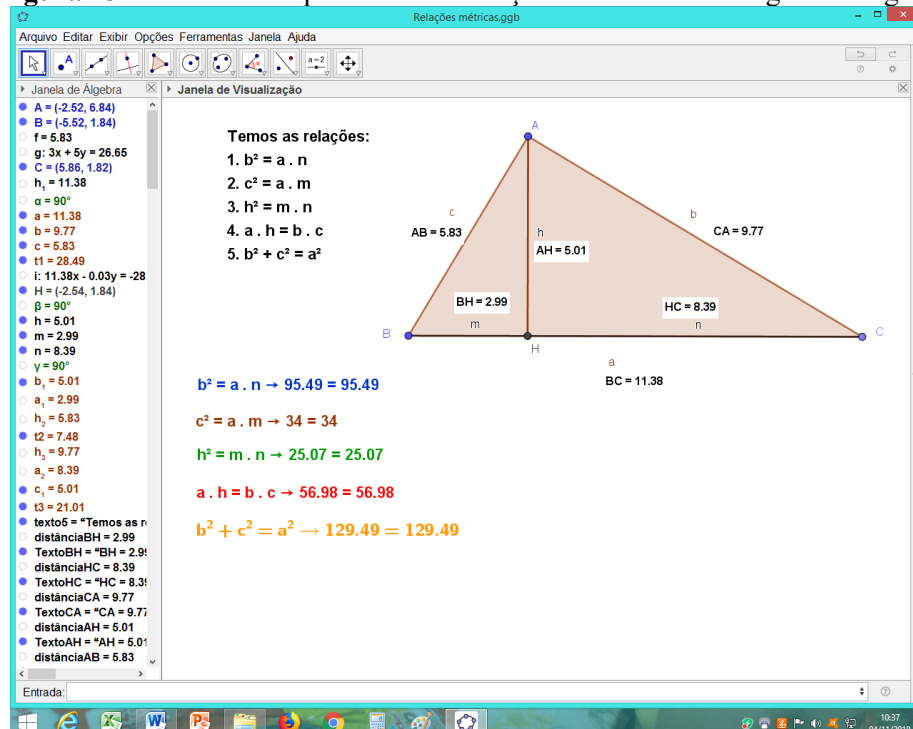 Relações métricas.ggb
Arquivo Editar Exibir Opções Ferramentas Janela Ajuda
Janela de Álgebra
Janela de Visualização
A = (-2.52, 6.84)
B = (-5.52, 1.84)
f = 5.83
g: 3x + 5y = 26.65
C = (5.86, 1.82)
h₁ = 11.38
α = 90°
a = 11.38
b = 9.77
c = 5.83
t1 = 28.49
i: 11.38x - 0.03y = -28
H = (-2.54, 1.84)
β = 90°
h = 5.01
m = 2.99
n = 8.39
γ = 90°
b₁ = 5.01
a₁ = 2.99
h₂ = 5.83
t2 = 7.48
h₃ = 9.77
a₂ = 8.39
c₁ = 5.01
t3 = 21.01
texto5 = "Temos as r
distânciaBH = 2.99
TextoBH = "BH = 2.9
distânciaHC = 8.39
TextoHC = "HC = 8.3
distânciaCA = 9.77
TextoCA = "CA = 9.7
distânciaAH = 5.01
TextoAH = "AH = 5.01
distânciaAB = 5.83
Temos as relações:
1. b² = a . n
2. c² = a . m
3. h² = m . n
4. a . h = b . c
5. b² + c² = a²
A
c
AB = 5.83
b
CA = 9.77
h
AH = 5.01
BH = 2.99
HC = 8.39
m
n
B
H
C
a
BC = 11.38
b² = a . n → 95.49 = 95.49
c² = a . m → 34 = 34
h² = m . n → 25.07 = 25.07
a . h = b . c → 56.98 = 56.98
b² + c² = a² → 129.49 = 129.49
Entrada:
10:37